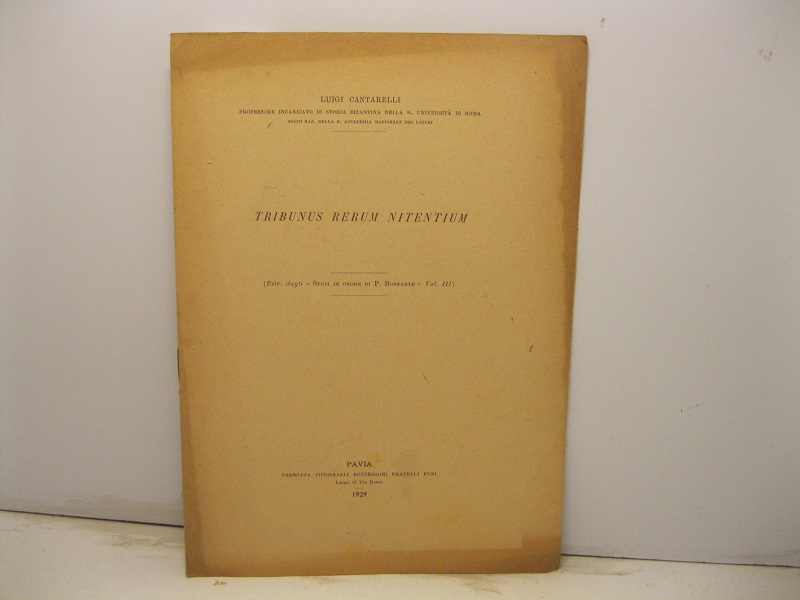 LUIGI CANTARELLI
PROFESSORE INCARICATO DI STORIA BIZANTINA NELLA R. UNIVERSITÀ DI ROMA
SOCIO NAZ. DELLA R. ACCADEMIA NAZIONALE DEI LINCEI
TRIBUNUS RERUM NITENTIUM
(Estr. dagli « STUDI IN ONORE DI P. BONFANTE » Vol. III).
PAVIA
PREMIATA TIPOGRAFIA SUCCESSORI FRATELLI FUSI
Largo di Via Roma
1929